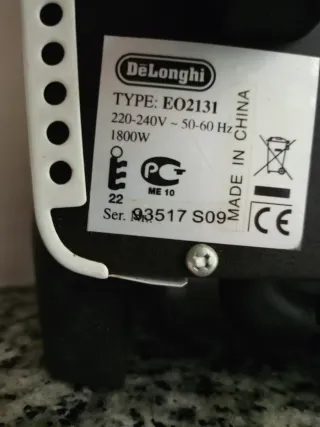 DeLonghi
TYPE: EO2131
220-240V ~ 50-60 Hz
1800W
22
PC
ME 10
Ser. 93517 S09
MADE IN CHINA
CE